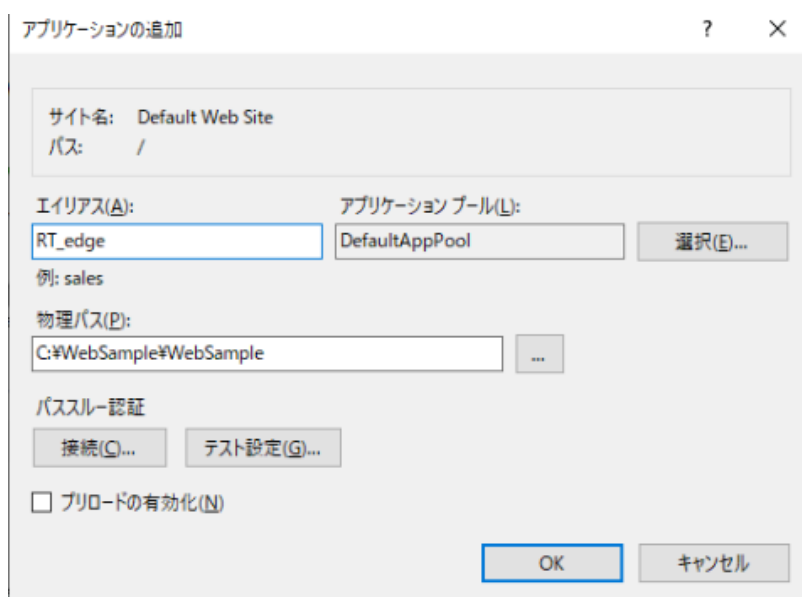 アプリケーションの追加 ? ×
サイト名: Default Web Site
パス: /
エイリアス(A): アプリケーション プール(L):
RT_edge DefaultAppPool 選択(E)...
例: sales
物理パス(P):
C:¥WebSample¥WebSample ...
パススルー認証
接続(C)... テスト設定(G)...
プリロードの有効化(N)
OK キャンセル